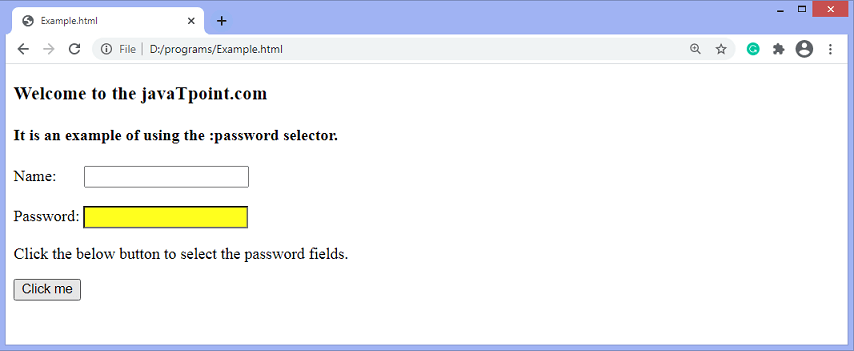 Example.html
File | D:/programs/Example.html
Welcome to the javaTpoint.com
It is an example of using the :password selector.
Name:
Password:
Click the below button to select the password fields.
Click me